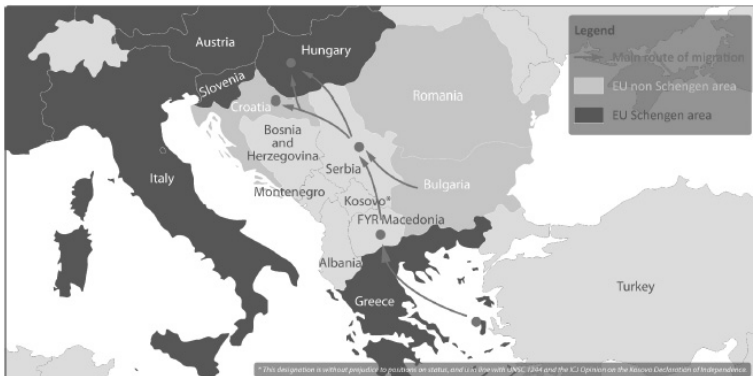 Legend
Main route of migration
EU non Schengen area
EU Schengen area
Austria
Hungary
Slovenia
Croatia
Romania
Bosnia
and
Herzegovina
Serbia
Italy
Montenegro
Bulgaria
Kosovo*
FYR Macedonia
Albania
Greece
Turkey
* This designation is without prejudice to positions on status, and is in line with UNSC 1244 and the ICJ Opinion on the Kosovo Declaration of Independence